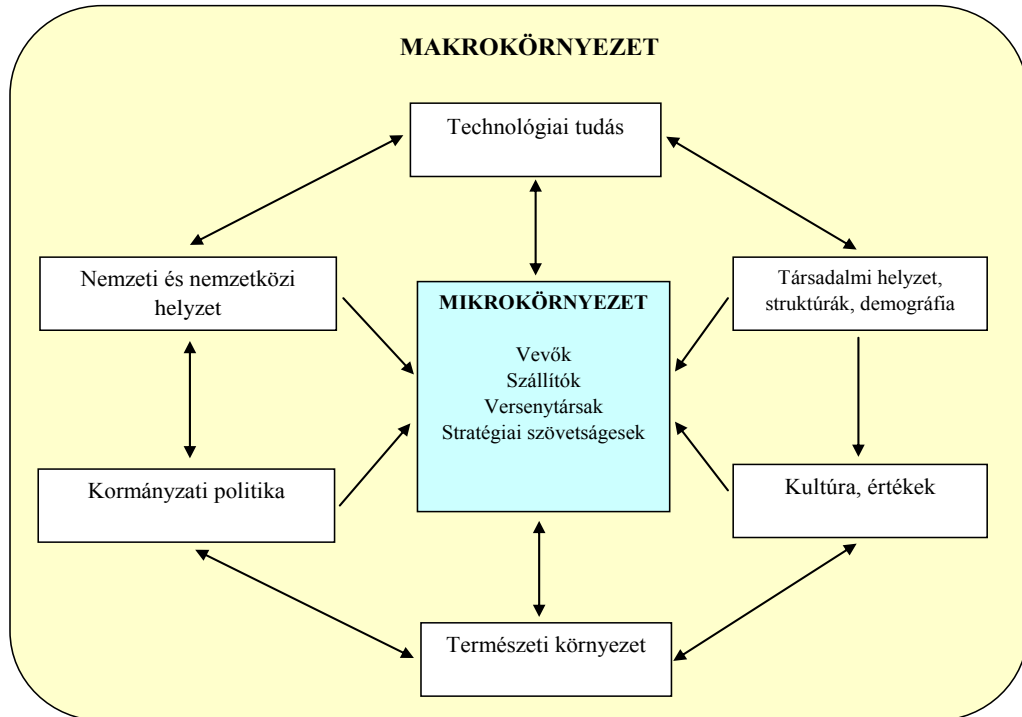 MAKROKÖRNYEZET
Technológiai tudás
Nemzeti és nemzetközi
helyzet
MIKROKÖRNYEZET
Vevők
Szállítók
Versenytársak
Stratégiai szövetségesek
Társadalmi helyzet,
struktúrák, demográfia
Kormányzati politika
Kultúra, értékek
Természeti környezet